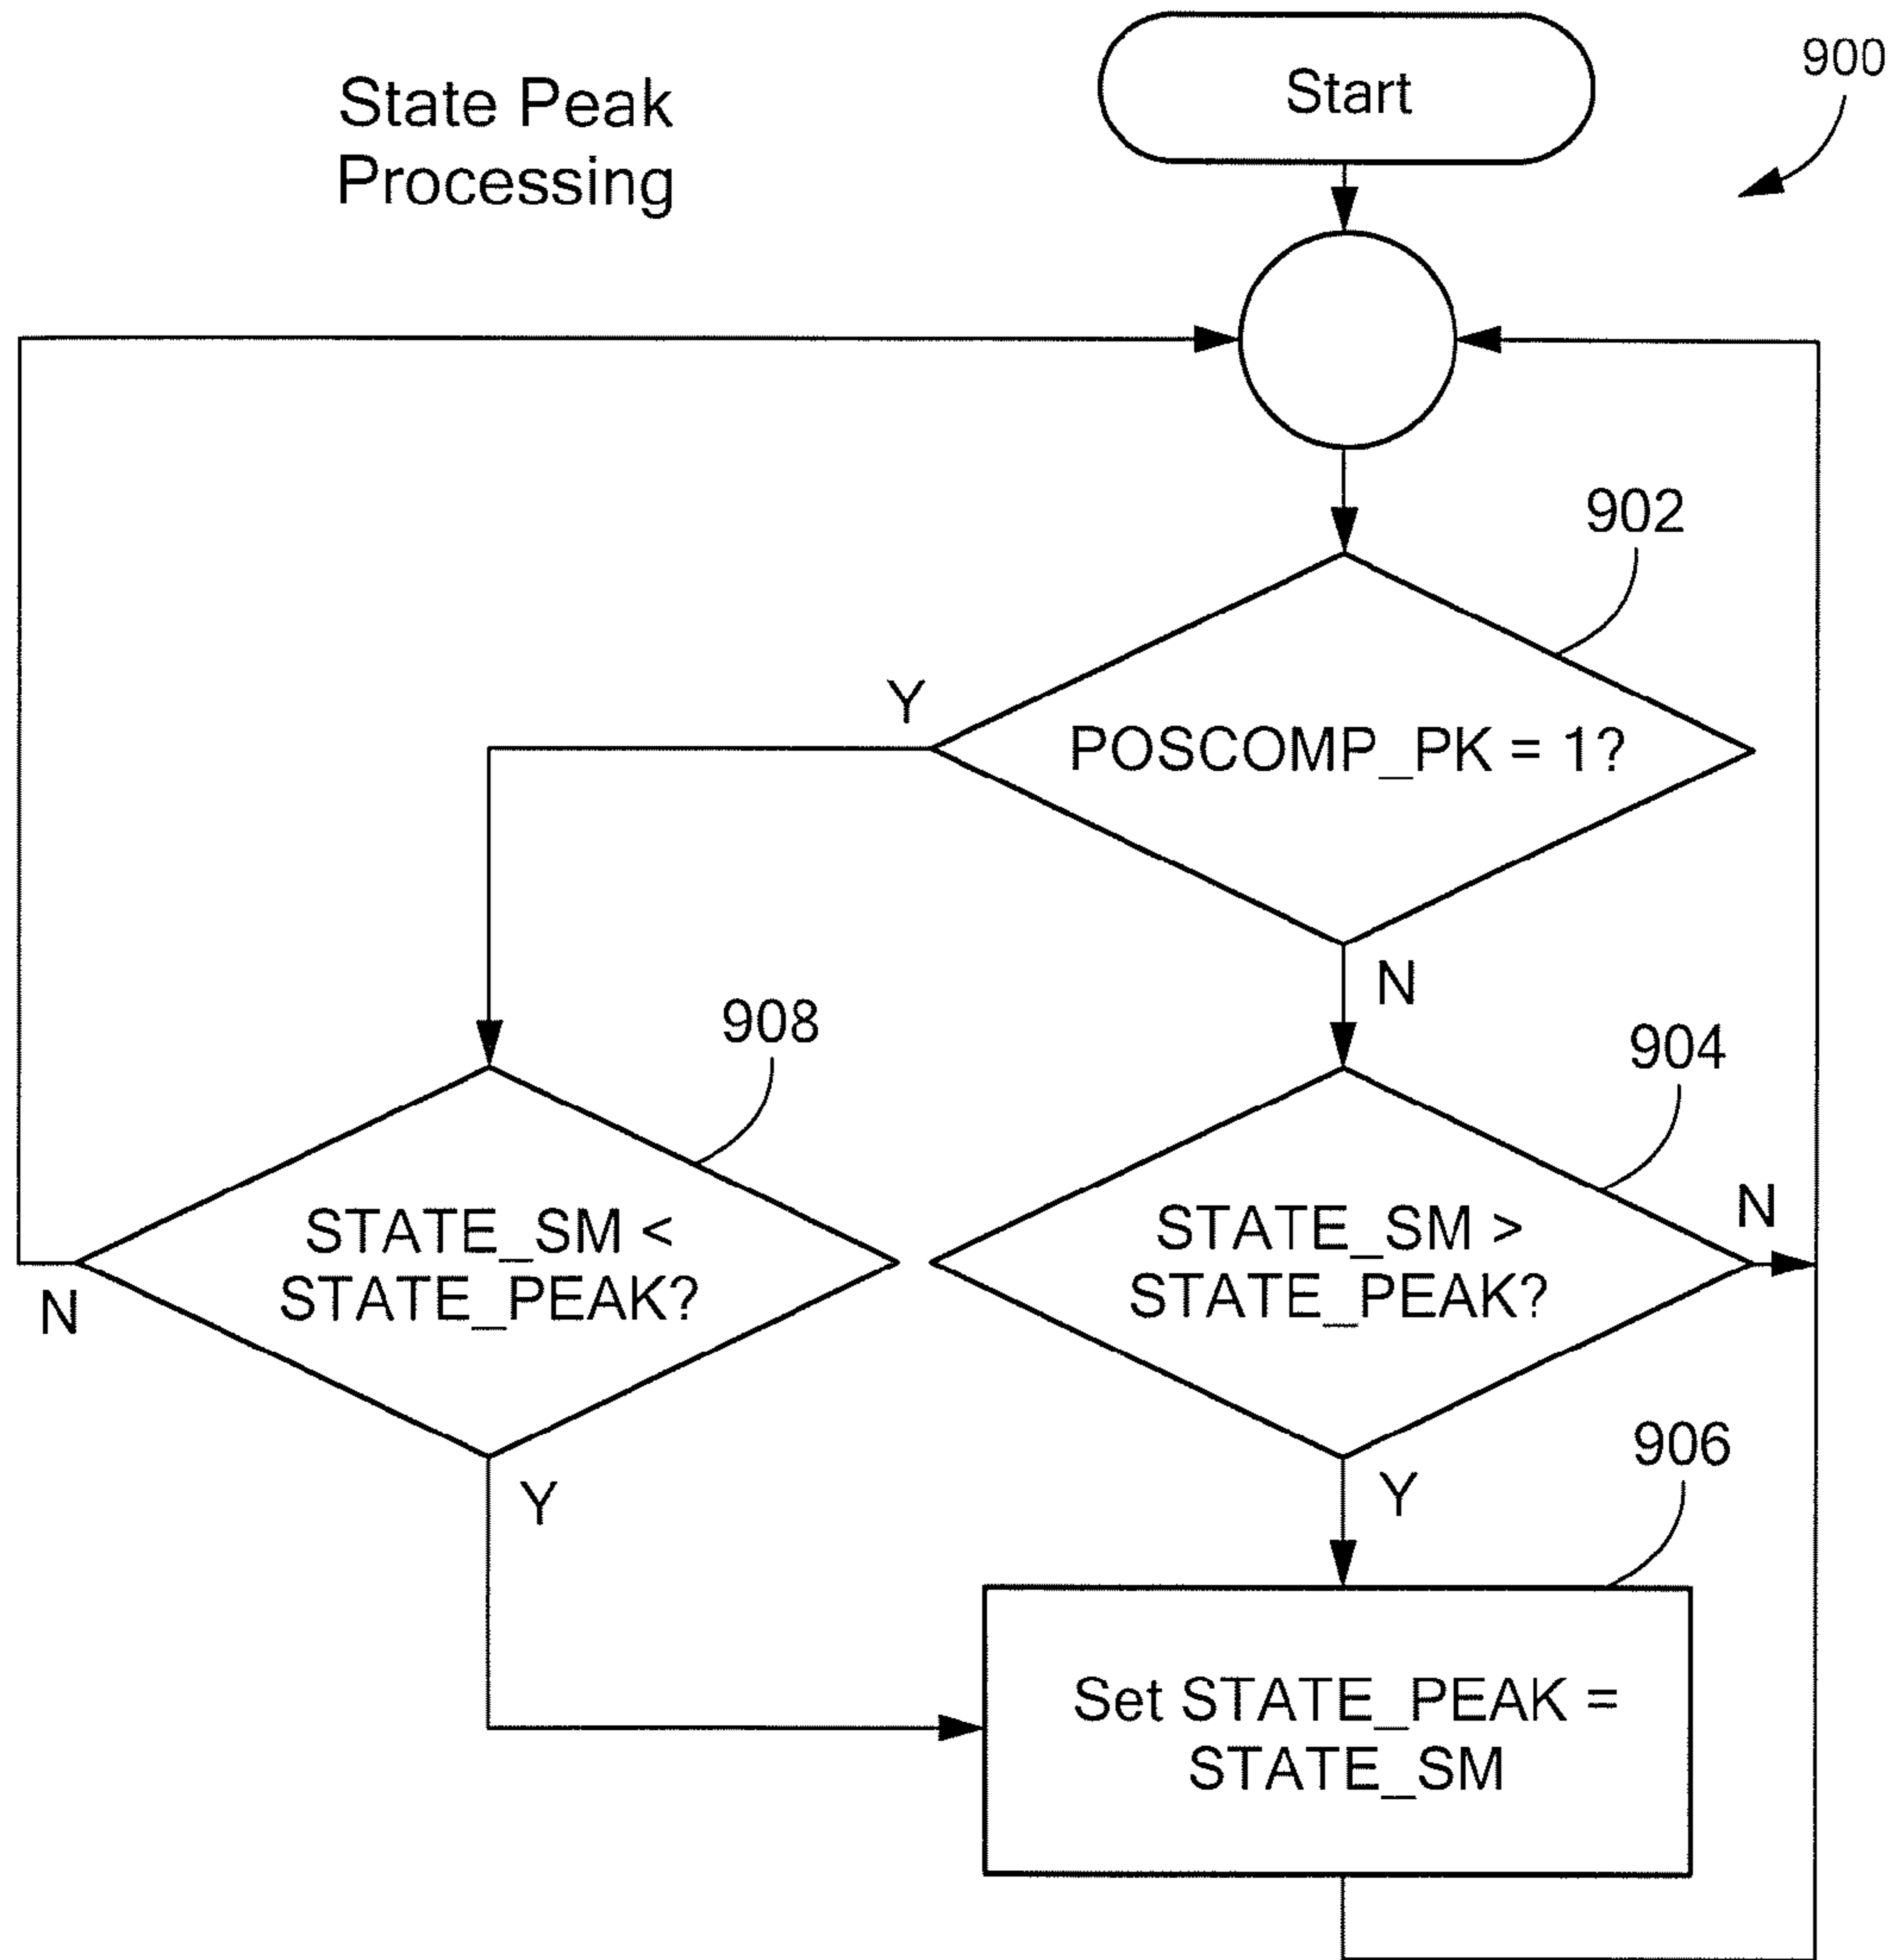 State Peak
Processing
Start
900
902
Y
POSCOMP_PK = 1?
N
908
904
STATE_SM <
STATE_PEAK?
N
STATE_SM >
STATE_PEAK?
N
Y
Y
906
Set STATE_PEAK =
STATE_SM